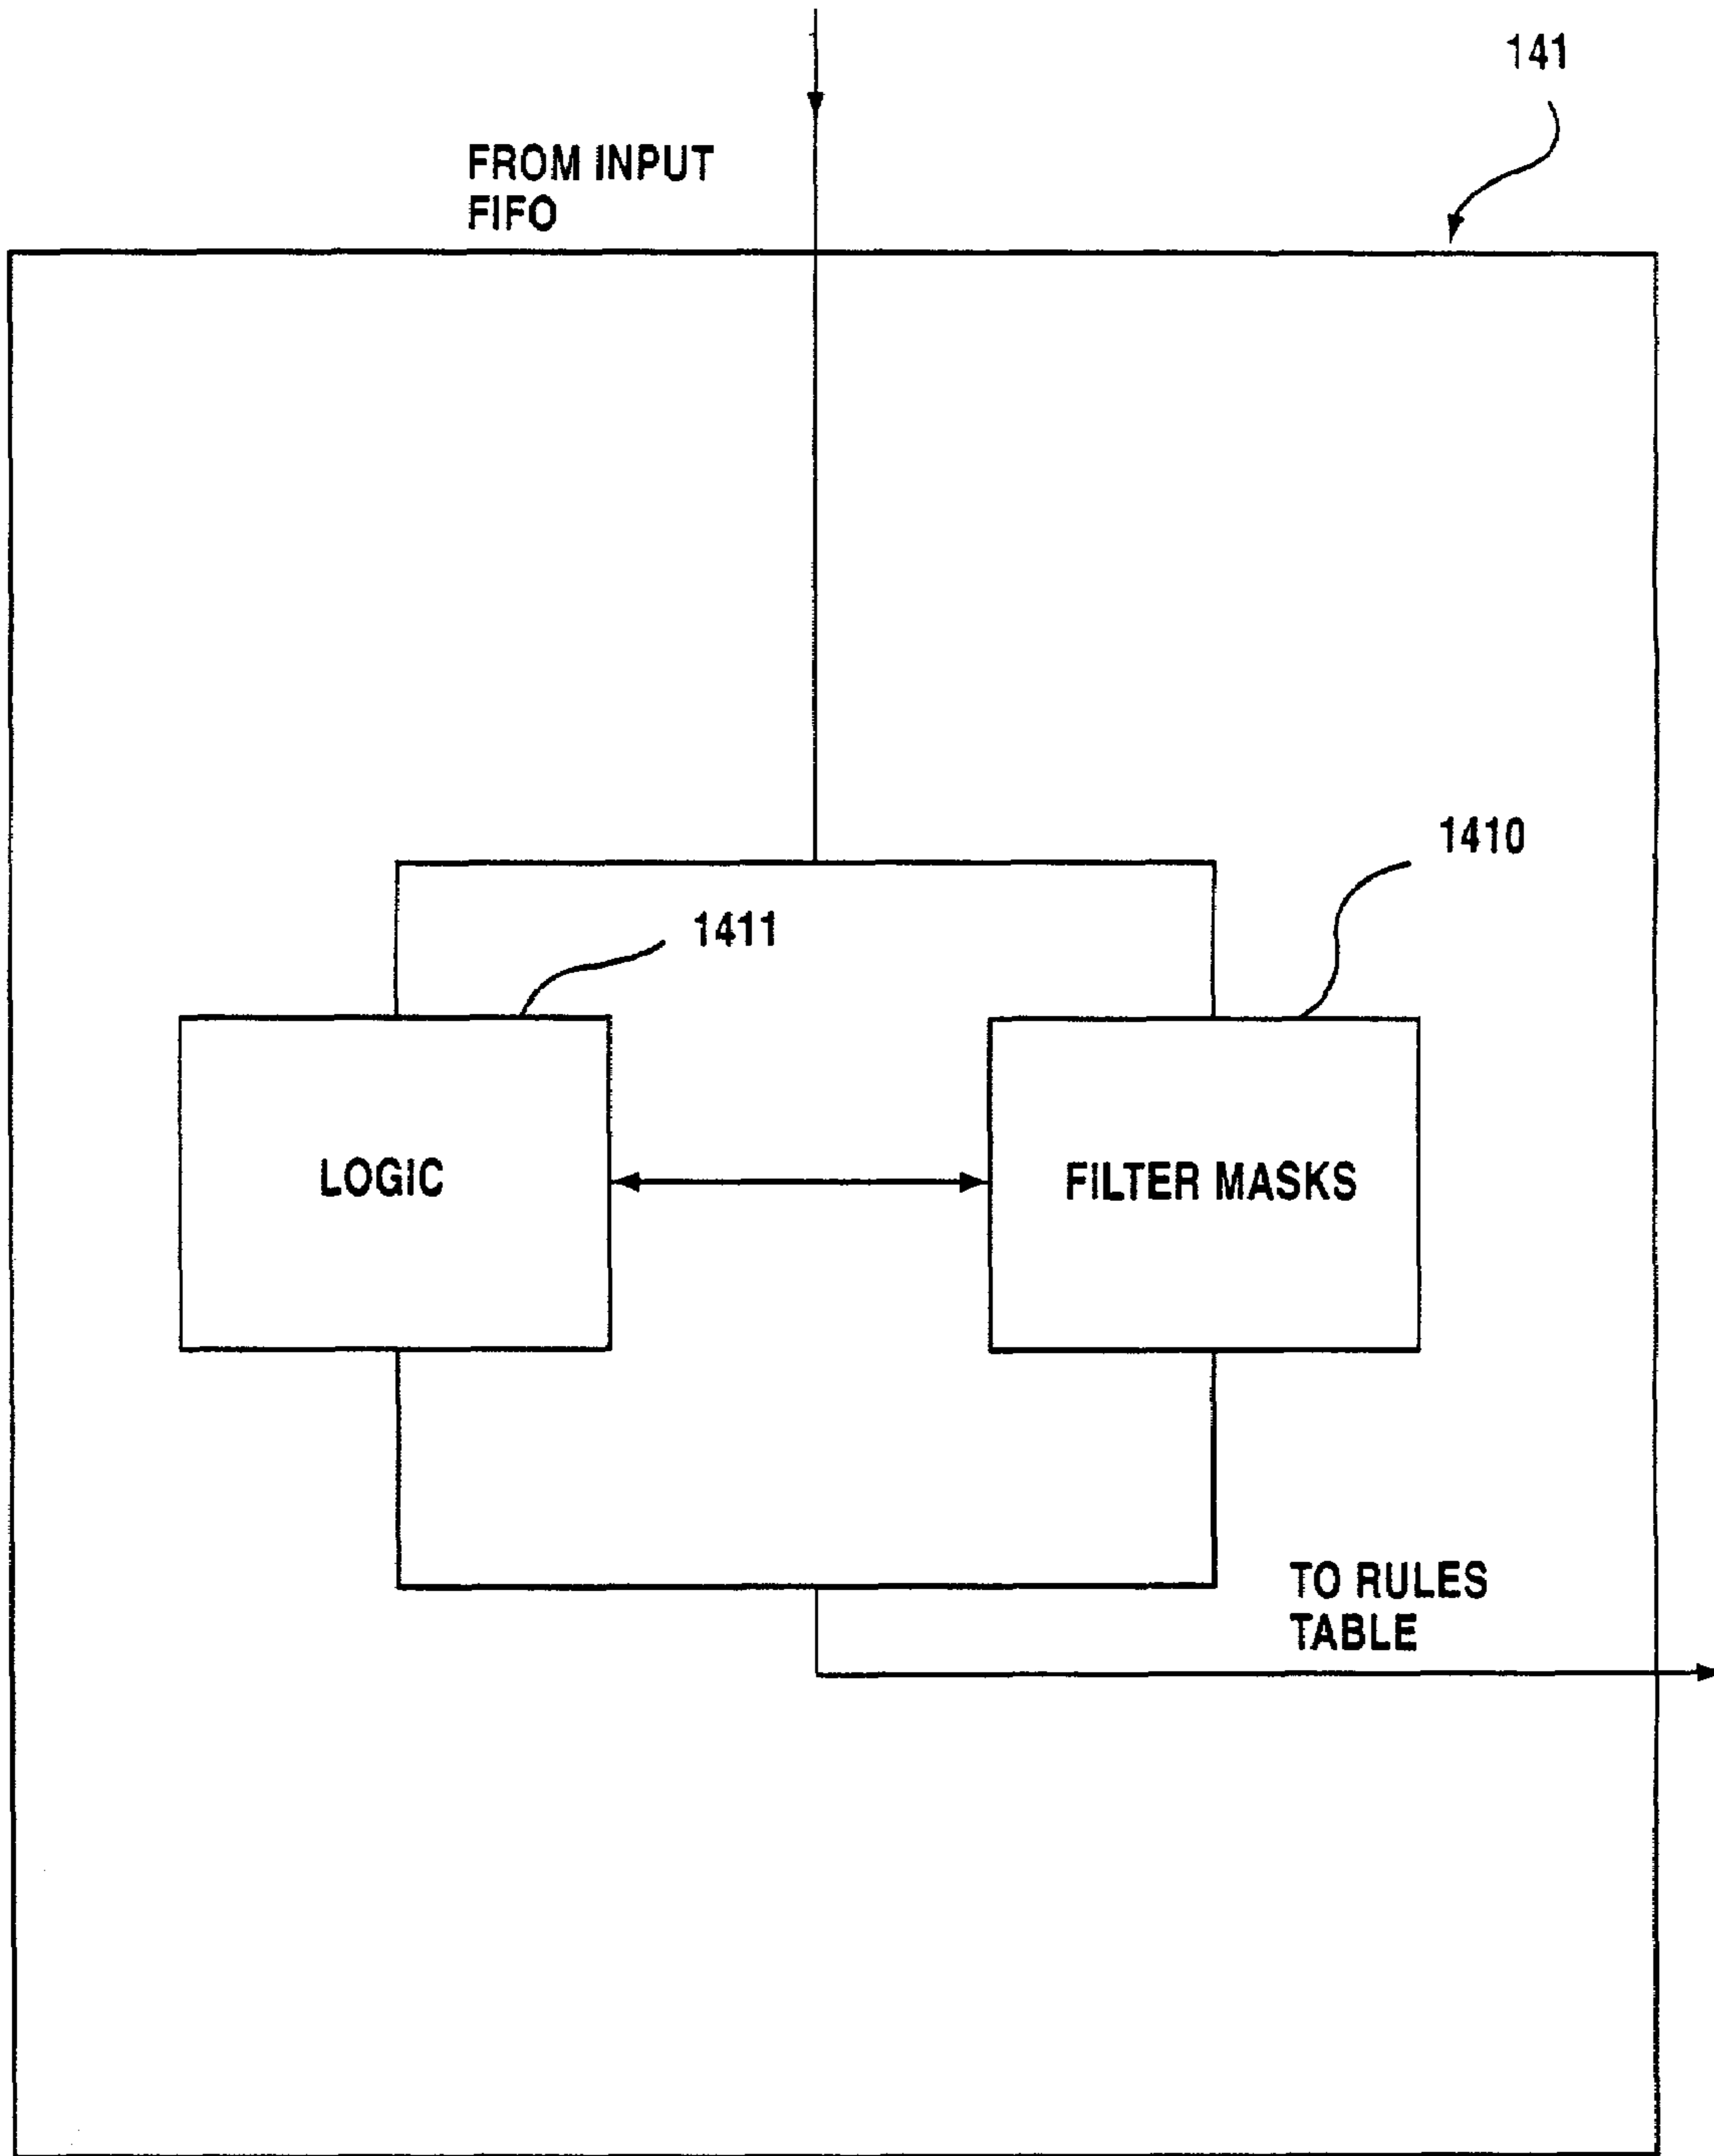 141
FROM INPUT
FIFO
1410
1411
LOGIC
FILTER MASKS
TO RULES
TABLE